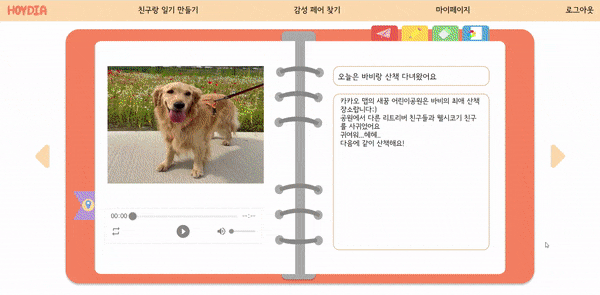 HOYDIA
친구랑 일기 만들기
감성 페어 찾기
마이페이지
로그아웃
오늘은 바비랑 산책 다녀왔어요
카카오 맵의 새꿈 어린이공원은 바비의 최애 산책
장소랍니다:)
공원에서 다른 리트리버 친구들과 웰시코기 친구
를 사귀었어요
귀여워...헤헤..
다음에 같이 산책해요!
00:00
--:--